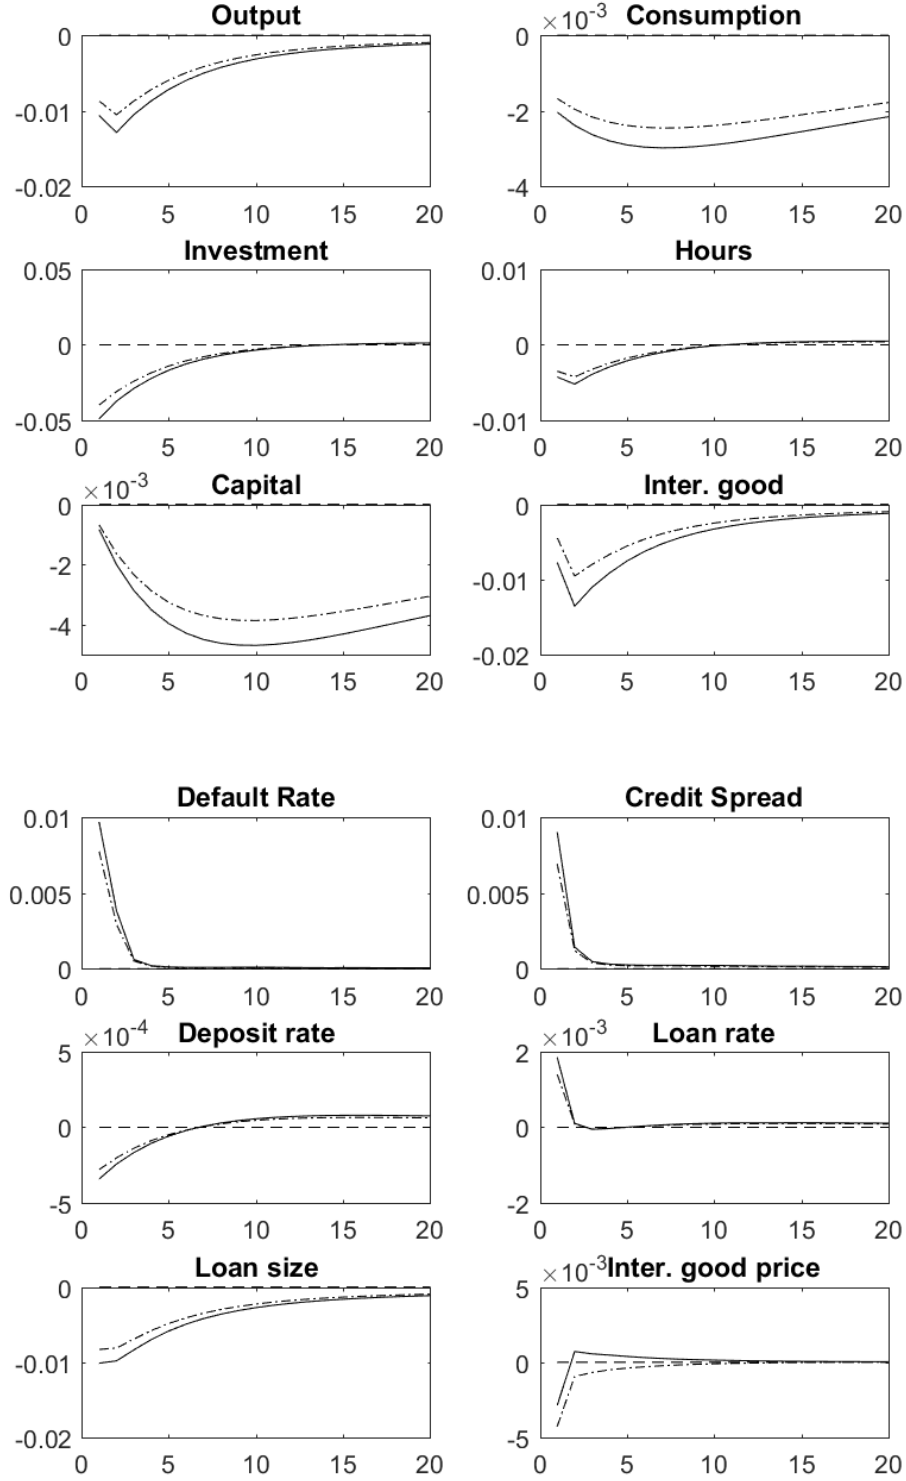 Output
0
-0.01
-0.02
0 5 10 15 20
×10-3 Consumption
0
-2
-4
0 5 10 15 20
Investment
0.05
0
-0.05
0 5 10 15 20
Hours
0.01
0
-0.01
0 5 10 15 20
×10-3 Capital
0
-2
-4
0 5 10 15 20
Inter. good
0
-0.01
-0.02
0 5 10 15 20
Default Rate
0.01
0.005
0
0 5 10 15 20
Credit Spread
0.01
0.005
0
0 5 10 15 20
×10-4 Deposit rate
5
0
-5
0 5 10 15 20
×10-3 Loan rate
2
0
-2
0 5 10 15 20
Loan size
0
-0.01
-0.02
0 5 10 15 20
×10-3 Inter. good price
5
0
-5
0 5 10 15 20